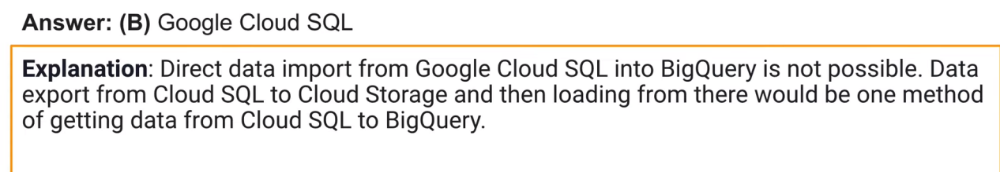 Answer: (B) Google Cloud SQL
Explanation: Direct data import from Google Cloud SQL into BigQuery is not possible. Data
export from Cloud SQL to Cloud Storage and then loading from there would be one method
of getting data from Cloud SQL to BigQuery.